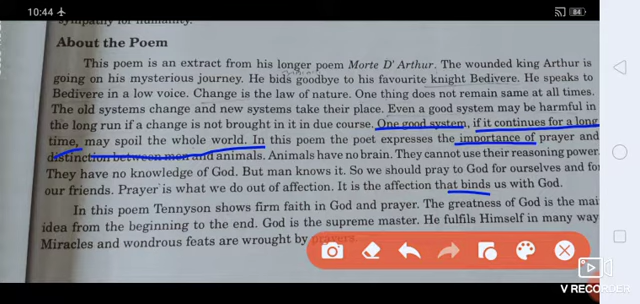 10:44
84
sympathy for humanity.
About the Poem
This poem is an extract from his longer poem Morte D' Arthur. The wounded king Arthur is
going on his mysterious journey. He bids goodbye to his favourite knight Bedivere. He speaks to
Bedivere in a low voice. Change is the law of nature. One thing does not remain same at all times.
The old systems change and new systems take their place. Even a good system may be harmful in
the long run if a change is not brought in it in due course. One good system, if it continues for a long
time, may spoil the whole world. In this poem the poet expresses the importance of prayer and
distinction between men and animals. Animals have no brain. They cannot use their reasoning power.
They have no knowledge of God. But man knows it. So we should pray to God for ourselves and for
our friends. Prayer is what we do out of affection. It is the affection that binds us with God.
In this poem Tennyson shows firm faith in God and prayer. The greatness of God is the mai
idea from the beginning to the end. God is the supreme master. He fulfils Himself in many way
Miracles and wondrous feats are wrought by prayers.
V RECORDER